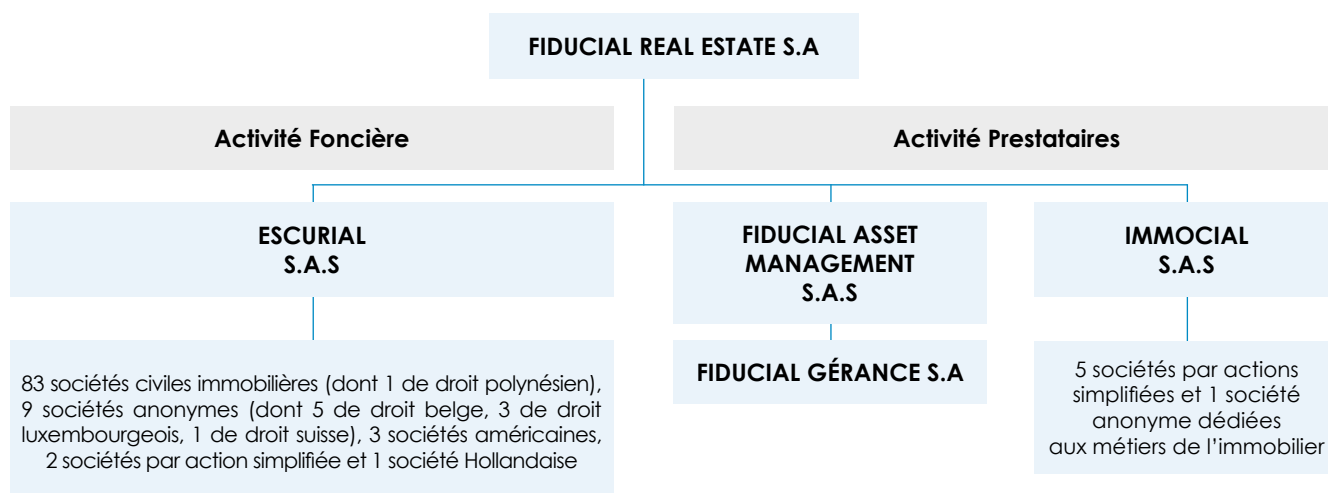 FIDUCIAL REAL ESTATE S.A
Activité Foncière
Activité Prestataires
ESCURIAL
S.A.S
FIDUCIAL ASSET
MANAGEMENT
S.A.S
IMMOCIAL
S.A.S
83 sociétés civiles immobilières (dont 1 de droit polynésien),
9 sociétés anonymes (dont 5 de droit belge, 3 de droit
luxembourgeois, 1 de droit suisse), 3 sociétés américaines,
2 sociétés par action simplifiée et 1 société Hollandaise
FIDUCIAL GÉRANCE S.A
5 sociétés par actions
simplifiées et 1 société
anonyme dédiées
aux métiers de l’immobilier